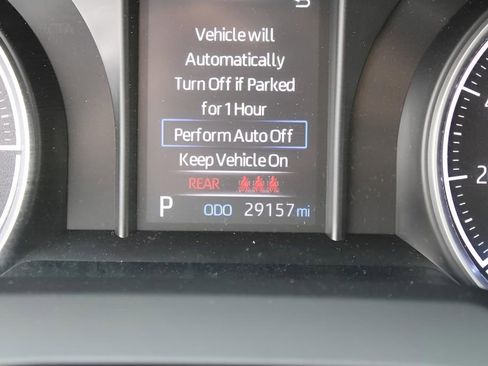 Vehicle will
Automatically
Turn Off if Parked
for 1 Hour
Perform Auto Off
Keep Vehicle On
REAR
P ODO 29157 mi
2